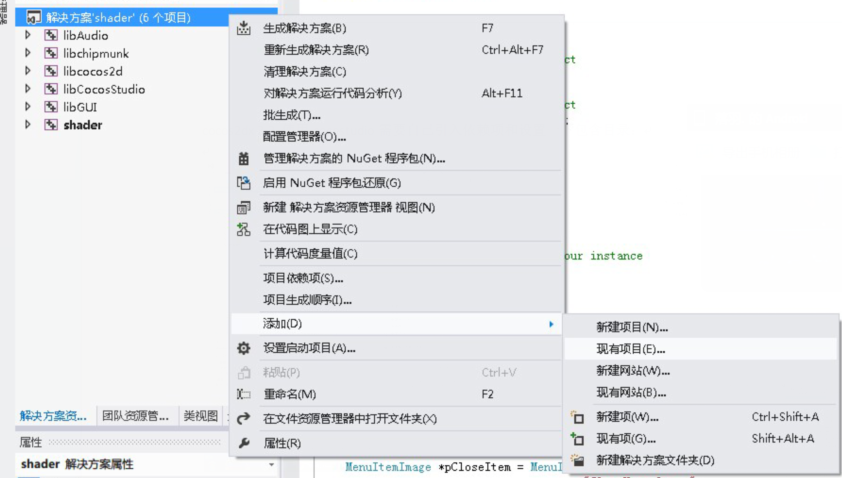 解决方案'shader' (6 个项目)
libAudio
libchipmunk
libcocos2d
libCocosStudio
libGUI
shader
解决方案资...
团队资源管...
类视图
属性
shader 解决方案属性
生成解决方案(B) F7
重新生成解决方案(R) Ctrl+Alt+F7
清理解决方案(C)
对解决方案运行代码分析(Y) Alt+F11
批生成(T)...
配置管理器(O)...
管理解决方案的 NuGet 程序包(N)...
启用 NuGet 程序包还原(G)
新建 解决方案资源管理器 视图(N)
在代码图上显示(C)
计算代码度量值(C)
项目依赖项(S)...
项目生成顺序(I)...
添加(D)
设置启动项目(A)...
粘贴(P) Ctrl+V
重命名(M) F2
在文件资源管理器中打开文件夹(X)
属性(R)
新建项目(N)...
现有项目(E)...
新建网站(W)...
现有网站(B)...
新建项(W)... Ctrl+Shift+A
现有项(G)... Shift+Alt+A
新建解决方案文件夹(D)
ct
ct
;
our instance
MenuItemImage *pCloseItem = MenuI